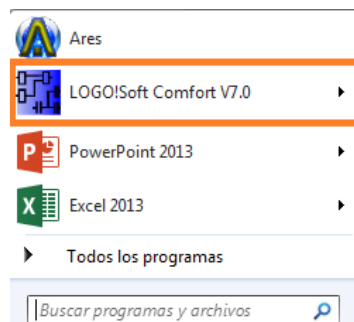 Ares
LOGO!Soft Comfort V7.0
PowerPoint 2013
Excel 2013
Todos los programas
Buscar programas y archivos